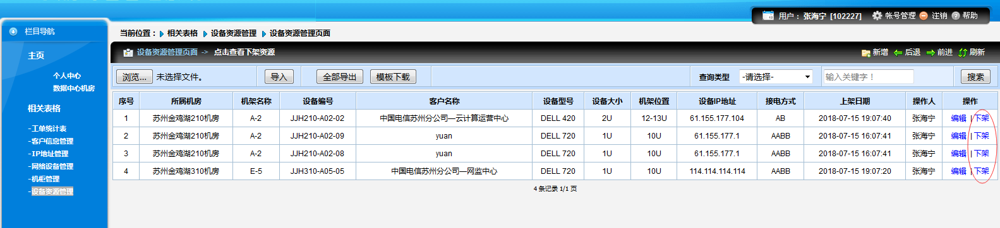 用户： 张海宁 [102227] 帐号管理 注销 帮助
栏目导航
当前位置： 相关表格 设备资源管理 设备资源管理页面
主页
个人中心
数据中心机房
相关表格
-工单统计表
-客户信息管理
-IP地址管理
-网络设备管理
-机柜管理
-设备资源管理
设备资源管理页面 -> 点击查看下架资源 新增 后退 前进 刷新
浏览... 未选择文件。 导入 全部导出 模板下载 查询类型 -请选择- 输入关键字！ 搜索
序号 所属机房 机架名称 设备编号 客户名称 设备型号 设备大小 机架位置 设备IP地址 接电方式 上架日期 操作人 操作
1 苏州金鸡湖210机房 A-2 JJH210-A02-02 中国电信苏州分公司—云计算运营中心 DELL 420 2U 12-13U 61.155.177.104 AB 2018-07-15 19:07:40 张海宁 编辑 | 下架
2 苏州金鸡湖210机房 A-2 JJH210-A02-09 yuan DELL 720 1U 10U 61.155.177.1 AABB 2018-07-15 16:07:41 张海宁 编辑 | 下架
3 苏州金鸡湖210机房 A-2 JJH210-A02-08 yuan DELL 720 1U 10U 61.155.177.1 AABB 2018-07-15 16:07:41 张海宁 编辑 | 下架
4 苏州金鸡湖310机房 E-5 JJH310-A05-05 中国电信苏州分公司—网监中心 DELL 720 1U 10U 114.114.114.114 AABB 2018-07-15 19:07:20 张海宁 编辑 | 下架
4 条记录 1/1 页